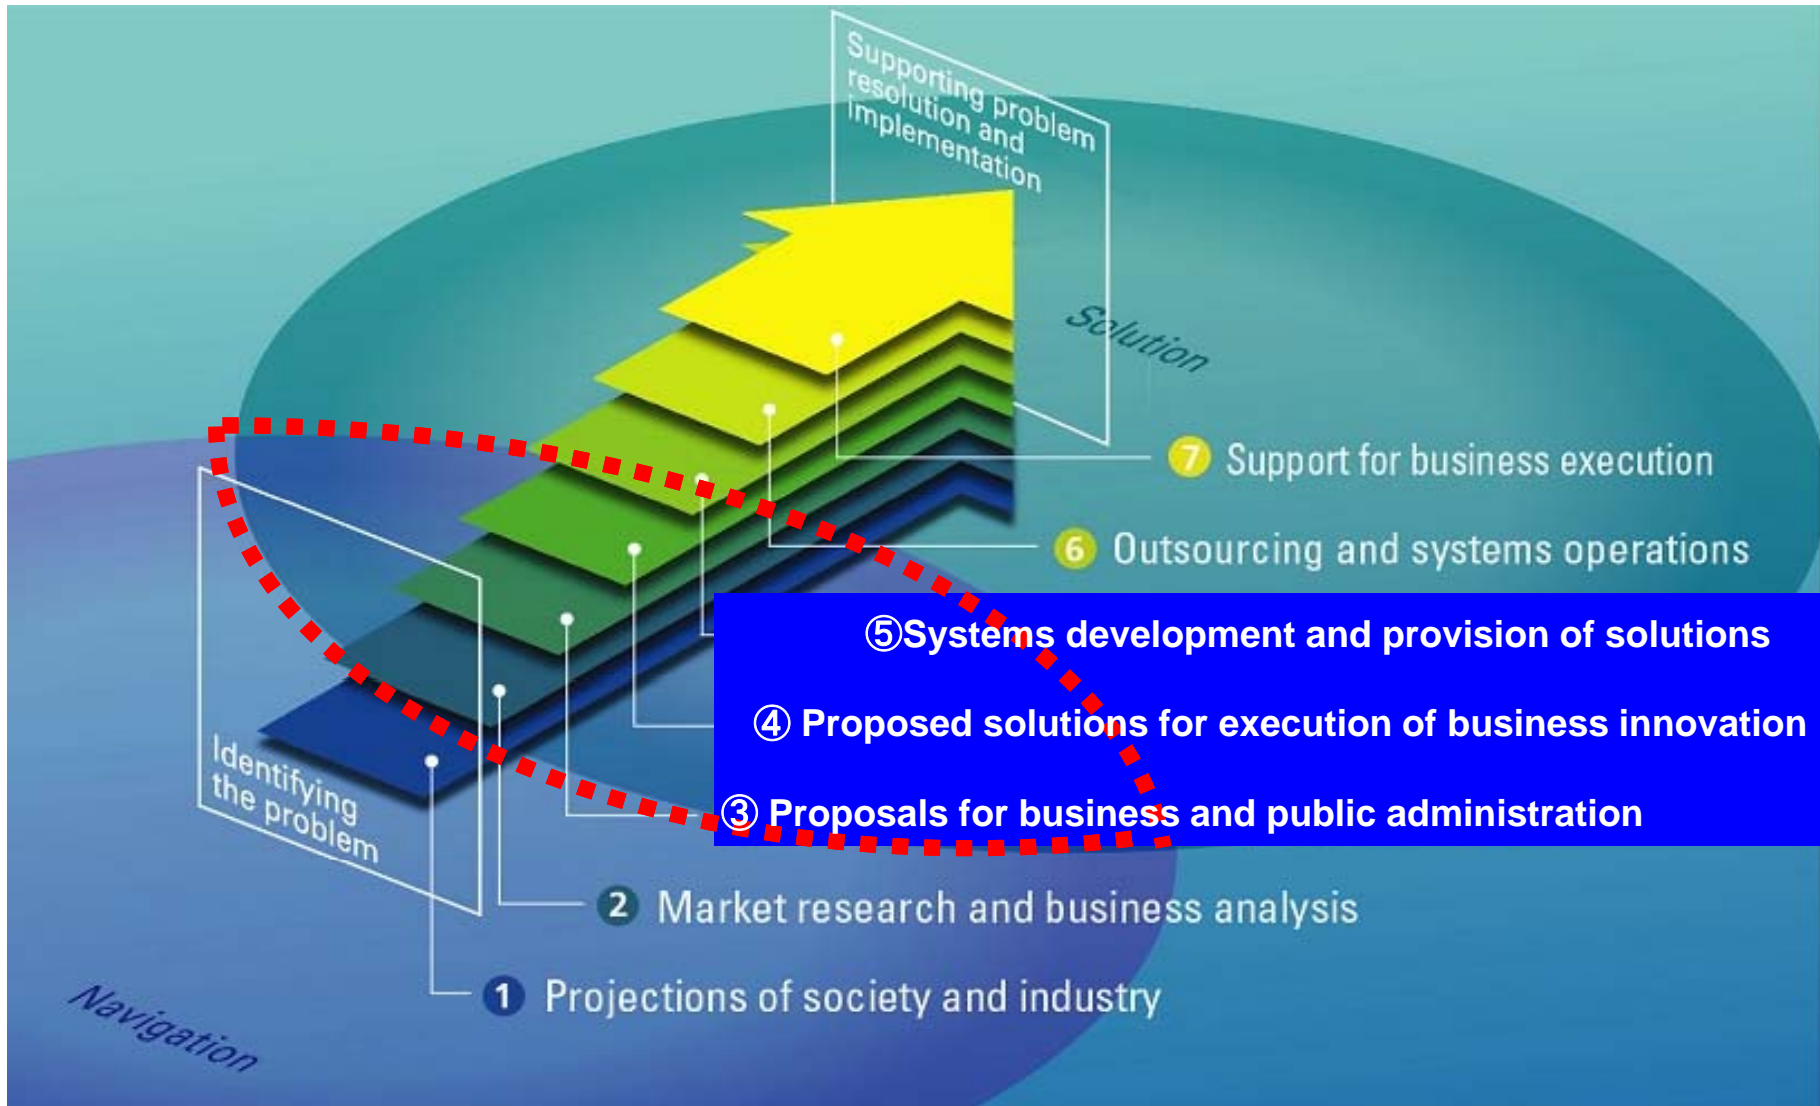 Supporting problem
resolution and
implementation
Solution
7 Support for business execution
6 Outsourcing and systems operations
⑤Systems development and provision of solutions
④ Proposed solutions for execution of business innovation
③ Proposals for business and public administration
Identifying
the problem
2 Market research and business analysis
1 Projections of society and industry
Navigation